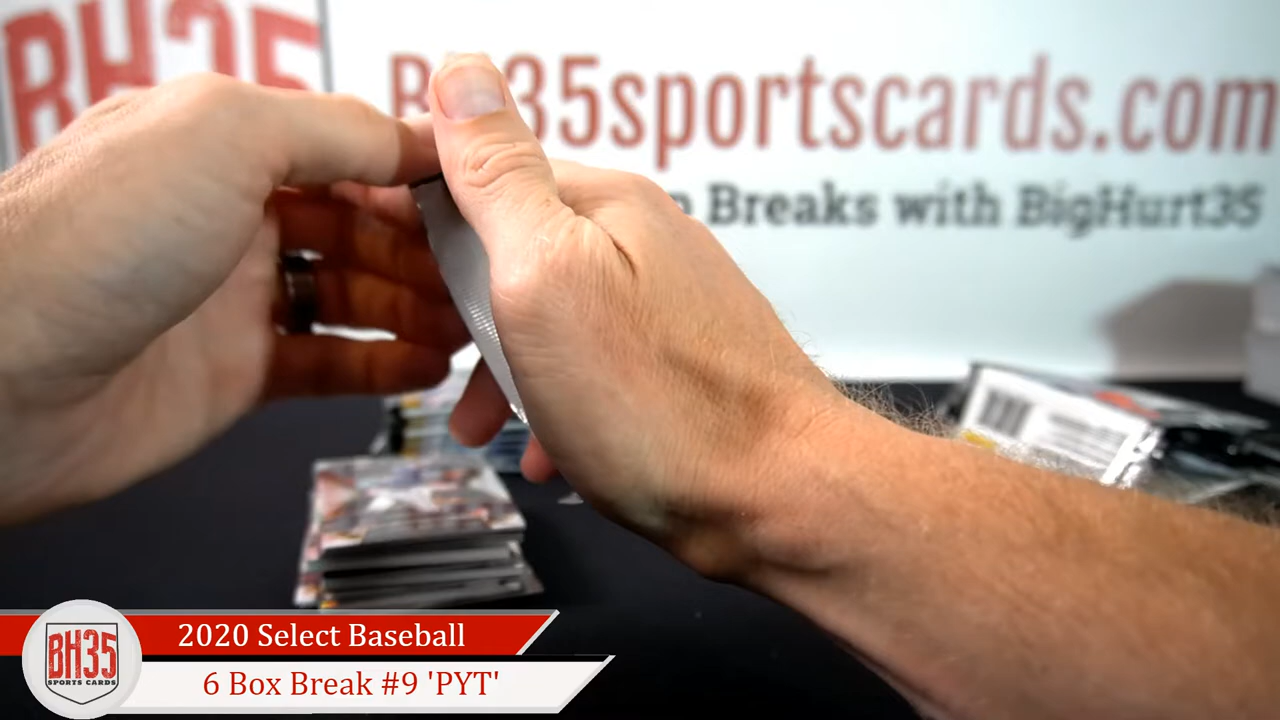 BH35
BH35sportscards.com
Breaks with BigHurt35
2020 Select Baseball
6 Box Break #9 'PYT'
BH35
SPORTS CARDS